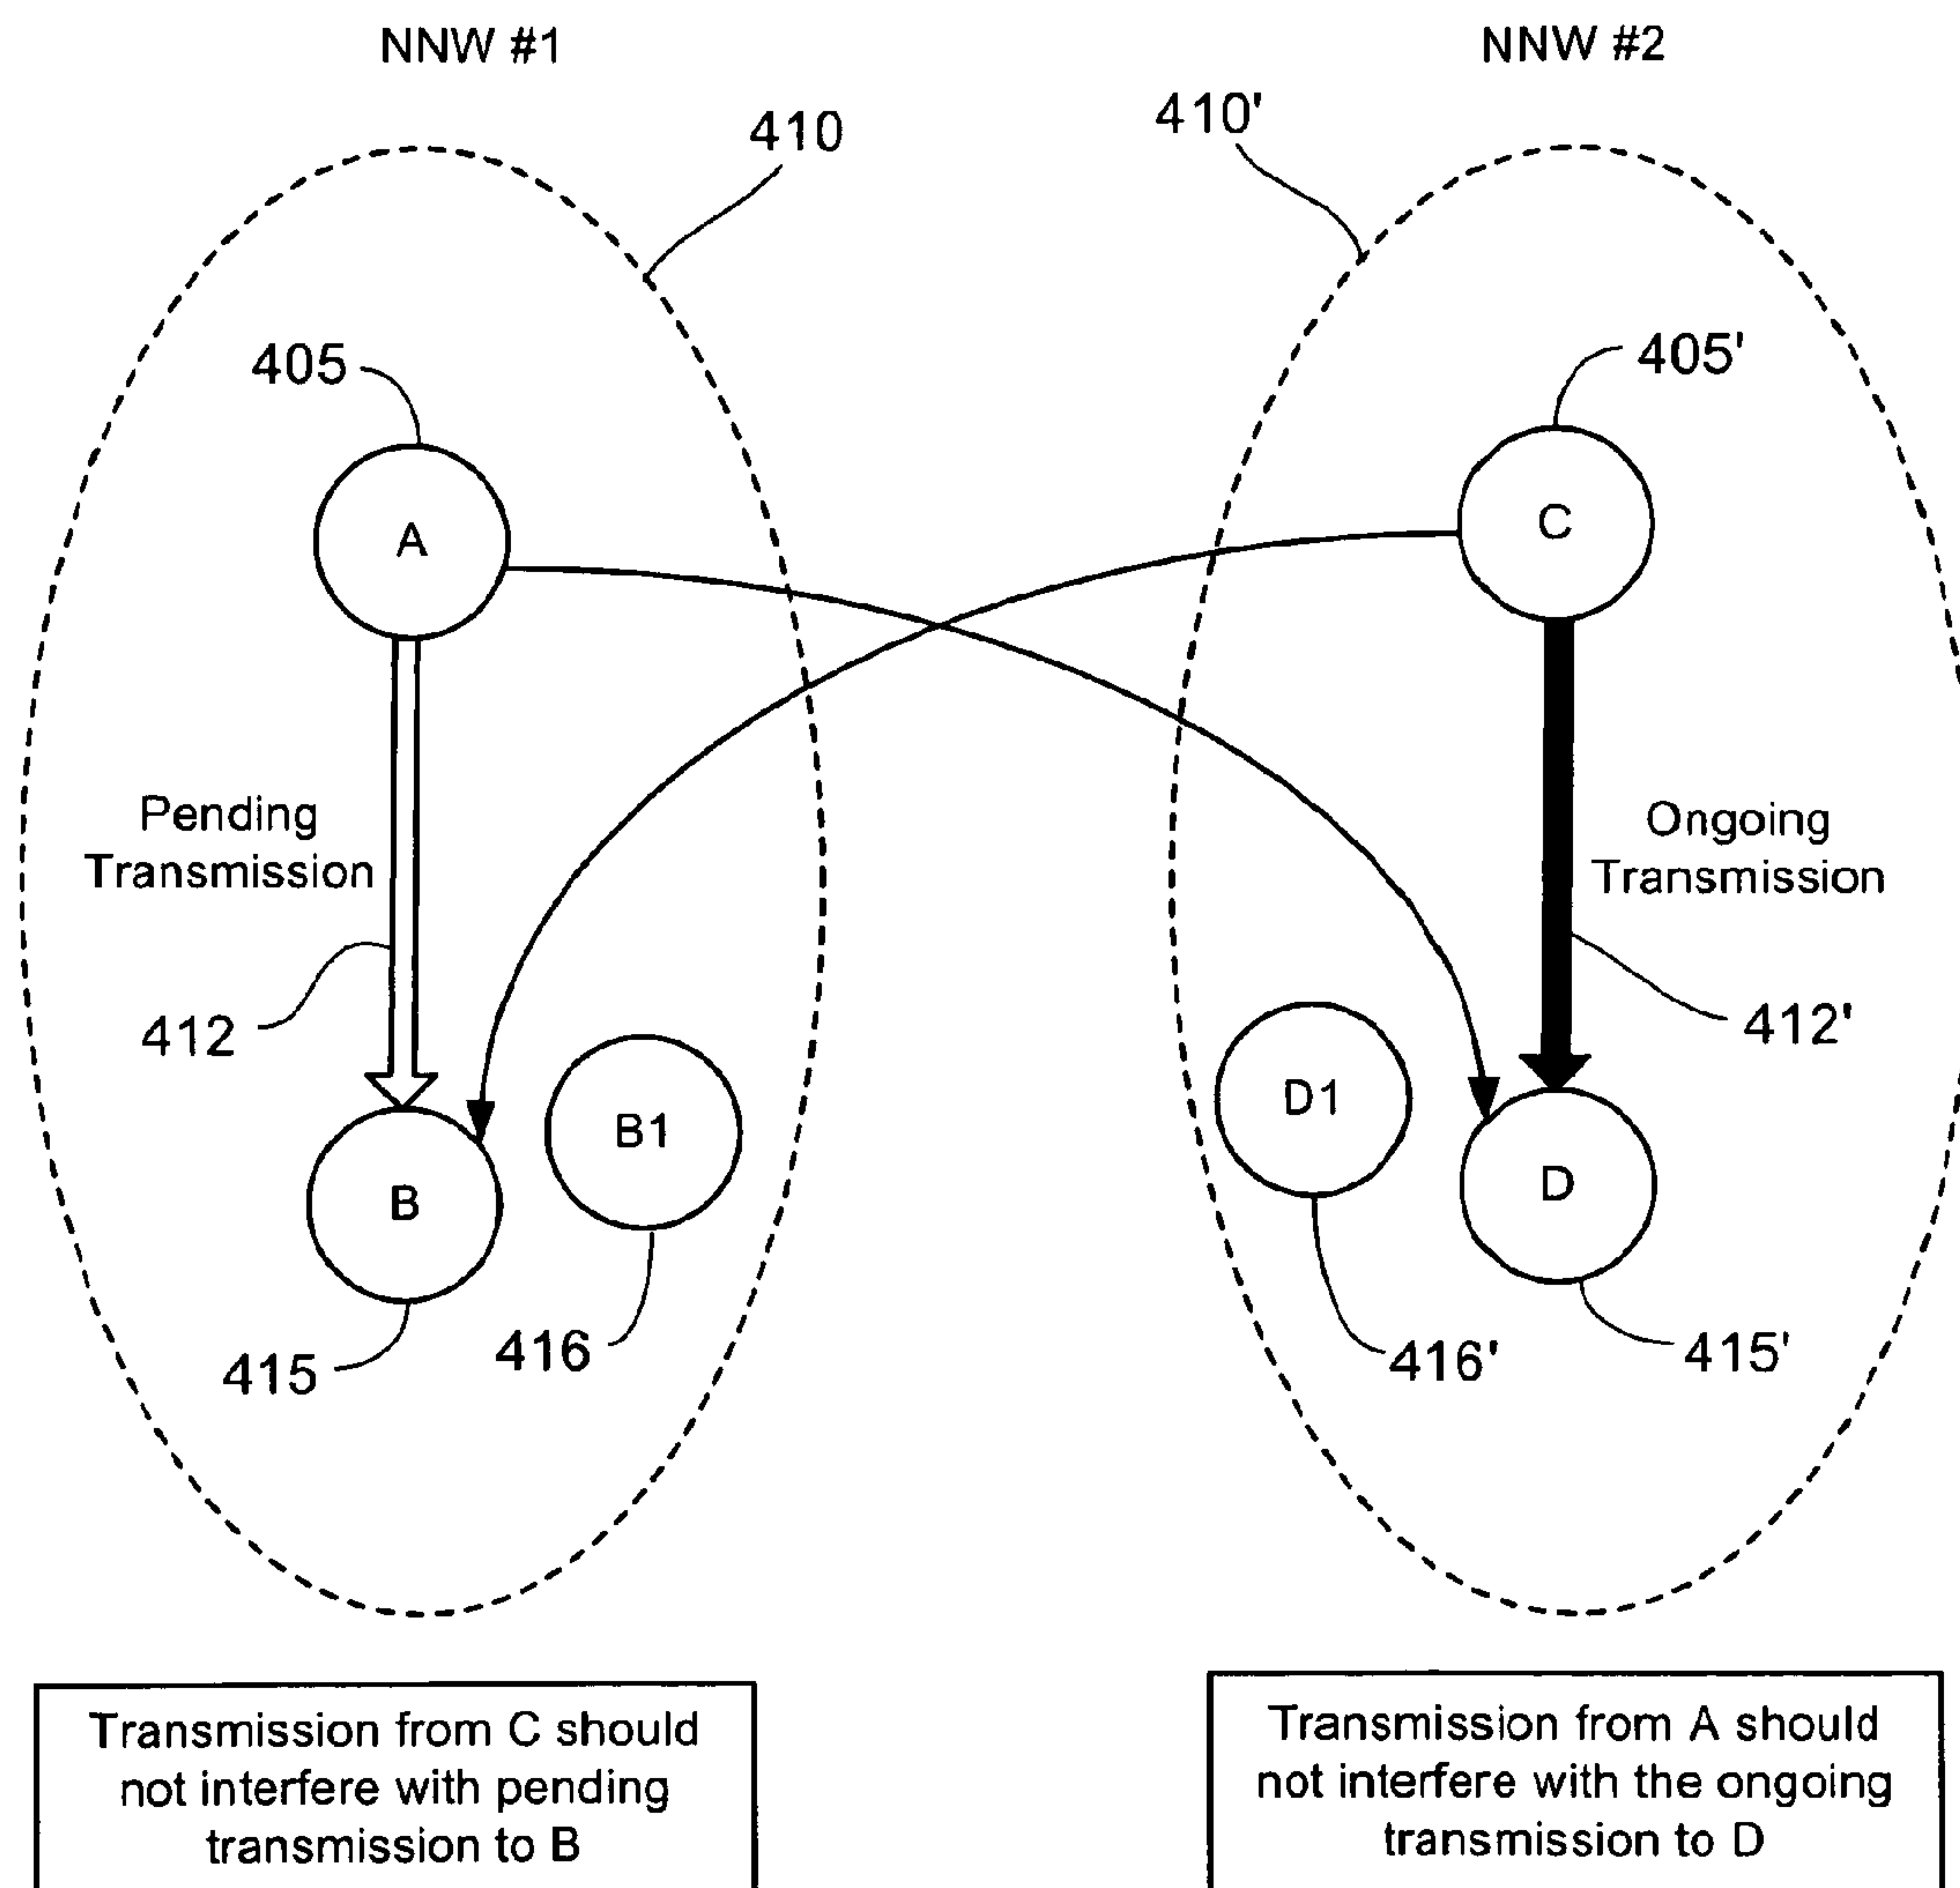 NNW #1
NNW #2
410
410'
405
405'
A
C
Pending
Transmission
Ongoing
Transmission
412
412'
B
B1
D1
D
415
416
416'
415'
Transmission from C should
not interfere with pending
transmission to B
Transmission from A should
not interfere with the ongoing
transmission to D